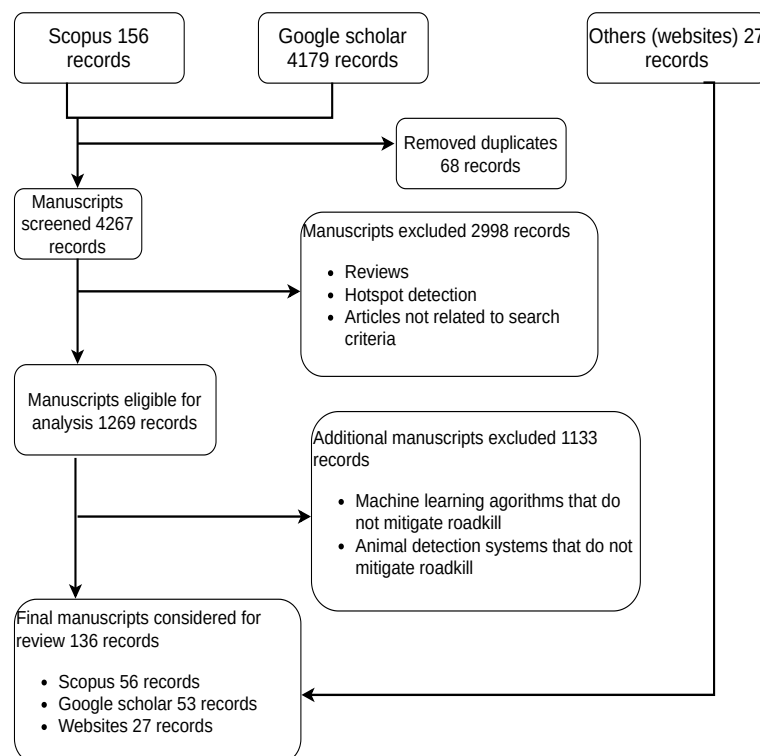 Scopus 156
records
Google scholar
4179 records
Others (websites) 27
records
Removed duplicates
68 records
Manuscripts
screened 4267
records
Manuscripts excluded 2998 records
• Reviews
• Hotspot detection
• Articles not related to search
criteria
Manuscripts eligible for
analysis 1269 records
Additional manuscripts excluded 1133
records
• Machine learning agorithms that do
not mitigate roadkill
• Animal detection systems that do not
mitigate roadkill
Final manuscripts considered for
review 136 records
• Scopus 56 records
• Google scholar 53 records
• Websites 27 records